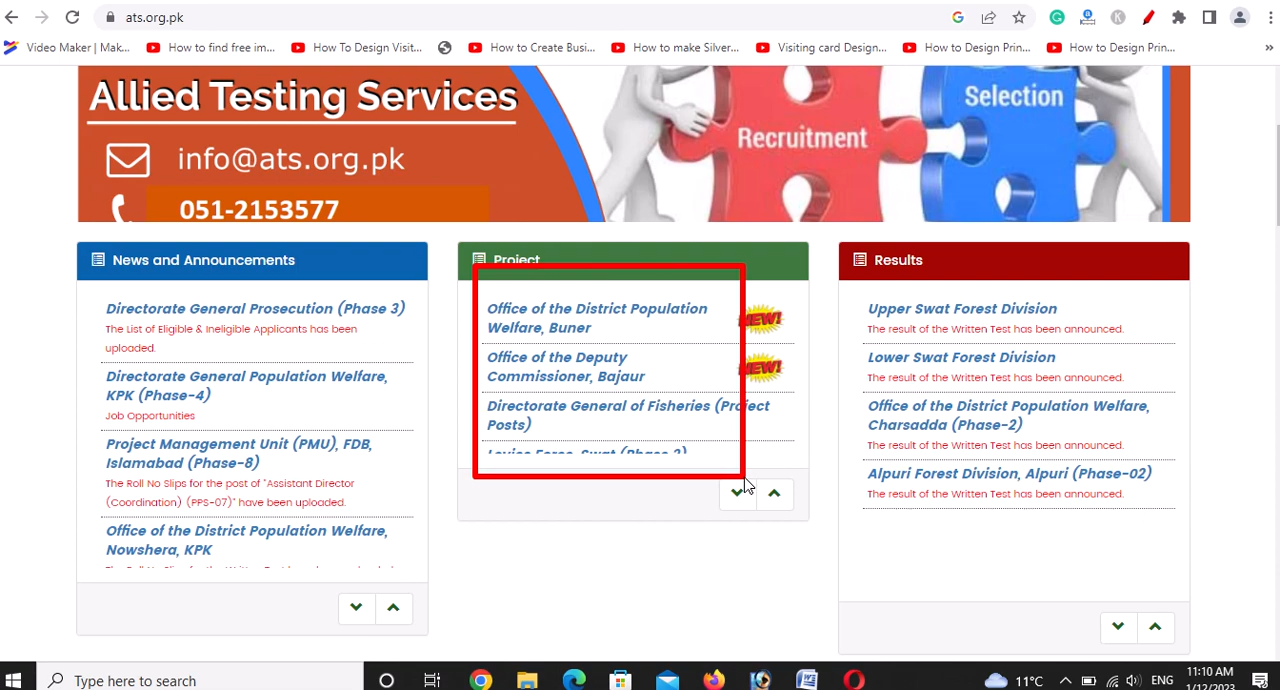 ats.org.pk
Video Maker | Mak...
How to find free im...
How To Design Visit...
How to Create Busi...
How to make Silver...
Visiting card Design...
How to Design Prin...
How to Design Prin...
»
Allied Testing Services
info@ats.org.pk
051-2153577
Recruitment
Selection
News and Announcements
Directorate General Prosecution (Phase 3)
The List of Eligible & Ineligible Applicants has been
uploaded.
Directorate General Population Welfare,
KPK (Phase-4)
Job Opportunities
Project Management Unit (PMU), FDB,
Islamabad (Phase-8)
The Roll No Slips for the post of "Assistant Director
(Coordination) (PPS-07)" have been uploaded.
Office of the District Population Welfare,
Nowshera, KPK
Project
Office of the District Population
Welfare, Buner
NEW!
Office of the Deputy
Commissioner, Bajaur
NEW!
Directorate General of Fisheries (Project
Posts)
Results
Upper Swat Forest Division
The result of the Written Test has been announced.
Lower Swat Forest Division
The result of the Written Test has been announced.
Office of the District Population Welfare,
Charsadda (Phase-2)
The result of the Written Test has been announced.
Alpuri Forest Division, Alpuri (Phase-02)
The result of the Written Test has been announced.
Type here to search
11°C
ENG
11:10 AM
1/12/2023